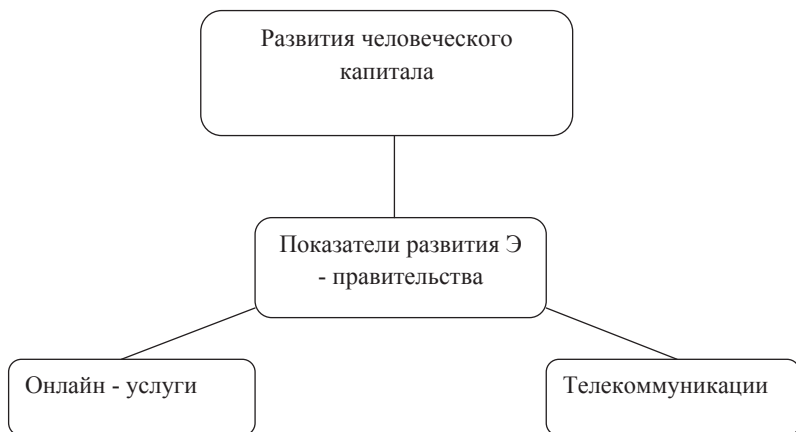 Развития человеческого
капитала
Показатели развития Э
- правительства
Онлайн - услуги
Телекоммуникации